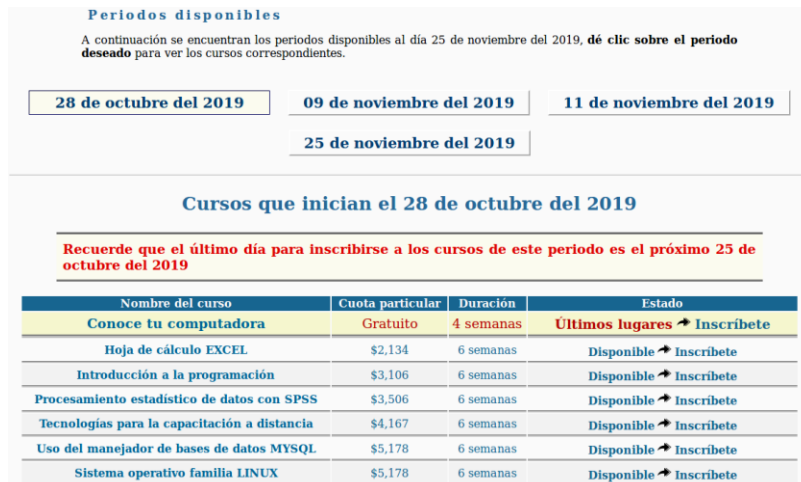 Periodos disponibles
A continuación se encuentran los periodos disponibles al día 25 de noviembre del 2019, dé clic sobre el periodo
deseado para ver los cursos correspondientes.
28 de octubre del 2019 09 de noviembre del 2019 11 de noviembre del 2019
25 de noviembre del 2019
Cursos que inician el 28 de octubre del 2019
Recuerde que el último día para inscribirse a los cursos de este periodo es el próximo 25 de
octubre del 2019
Nombre del curso Cuota particular Duración Estado
Conoce tu computadora Gratuito 4 semanas Últimos lugares Inscríbete
Hoja de cálculo EXCEL $2,134 6 semanas Disponible Inscríbete
Introducción a la programación $3,106 6 semanas Disponible Inscríbete
Procesamiento estadístico de datos con SPSS $3,506 6 semanas Disponible Inscríbete
Tecnologías para la capacitación a distancia $4,167 6 semanas Disponible Inscríbete
Uso del manejador de bases de datos MYSQL $5,178 6 semanas Disponible Inscríbete
Sistema operativo familia LINUX $5,178 6 semanas Disponible Inscríbete